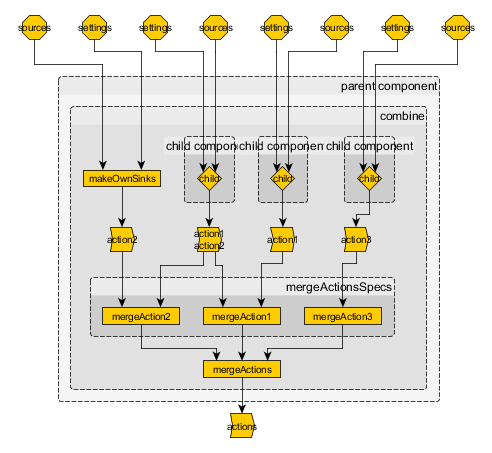 sources
settings
settings
sources
settings
sources
settings
sources
parent component
combine
child componen
child componen
child component
makeOwnSinks
child
child
child
action2
action1
action2
action1
action3
mergeActionsSpecs
mergeAction2
mergeAction1
mergeAction3
mergeActions
actions